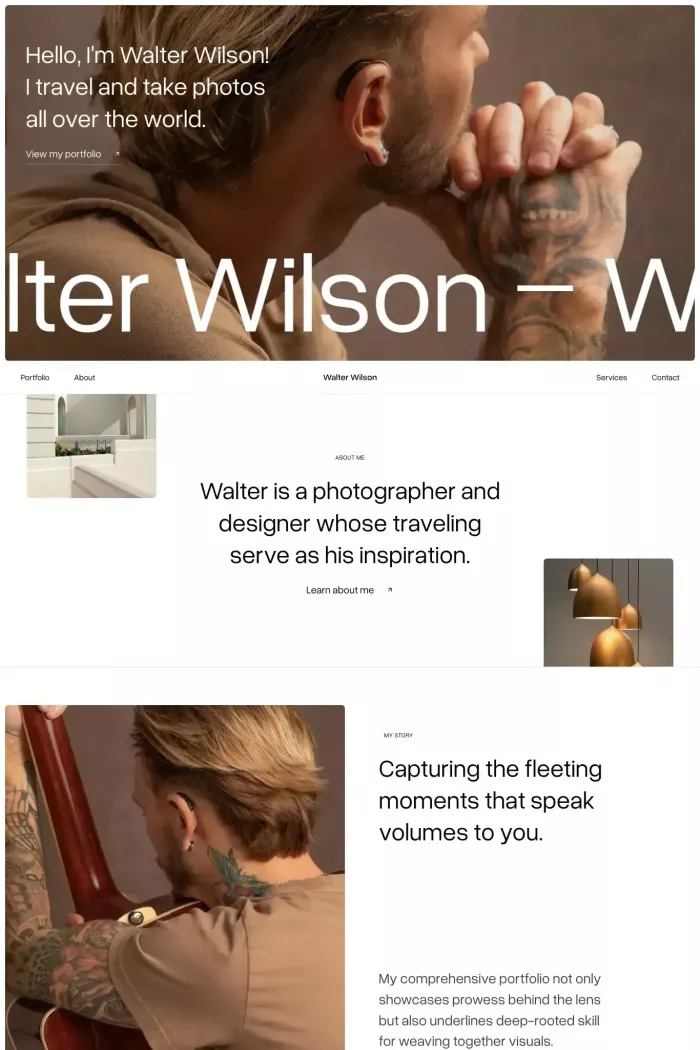 Hello, I'm Walter Wilson!
I travel and take photos
all over the world.
View my portfolio
lter Wilson — W
Portfolio
About
Walter Wilson
Services
Contact
ABOUT ME
Walter is a photographer and
designer whose traveling
serve as his inspiration.
Learn about me
MY STORY
Capturing the fleeting
moments that speak
volumes to you.
My comprehensive portfolio not only
showcases prowess behind the lens
but also underlines deep-rooted skill
for weaving together visuals.